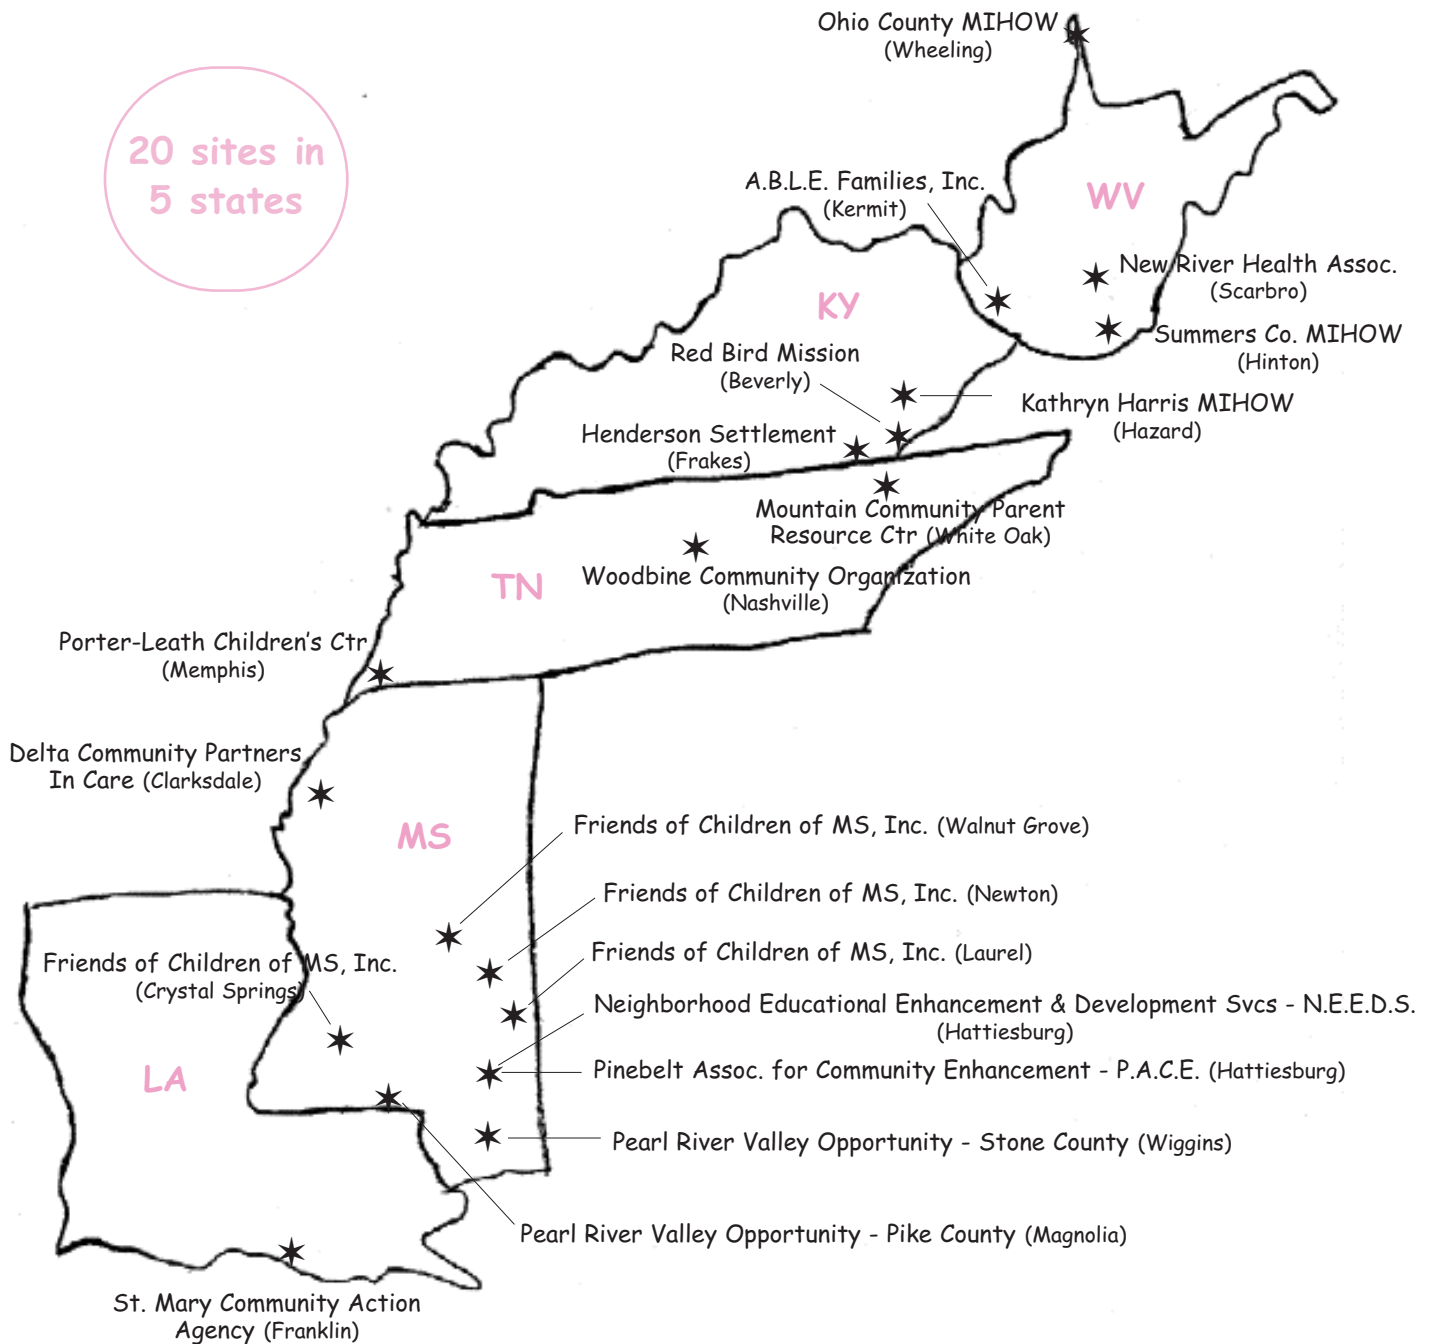 Ohio County MIHOW
(Wheeling)
20 sites in
5 states
A.B.L.E. Families, Inc.
(Kermit)
WV
New River Health Assoc.
(Scarbro)
KY
Summers Co. MIHOW
(Hinton)
Red Bird Mission
(Beverly)
Kathryn Harris MIHOW
(Hazard)
Henderson Settlement
(Frakes)
Mountain Community Parent
Resource Ctr (White Oak)
TN
Woodbine Community Organization
(Nashville)
Porter-Leath Children's Ctr
(Memphis)
Delta Community Partners
In Care (Clarksdale)
MS
Friends of Children of MS, Inc. (Walnut Grove)
Friends of Children of MS, Inc. (Newton)
Friends of Children of MS, Inc. (Laurel)
Friends of Children of MS, Inc.
(Crystal Springs)
Neighborhood Educational Enhancement & Development Svcs - N.E.E.D.S.
(Hattiesburg)
LA
Pinebelt Assoc. for Community Enhancement - P.A.C.E. (Hattiesburg)
Pearl River Valley Opportunity - Stone County (Wiggins)
Pearl River Valley Opportunity - Pike County (Magnolia)
St. Mary Community Action
Agency (Franklin)